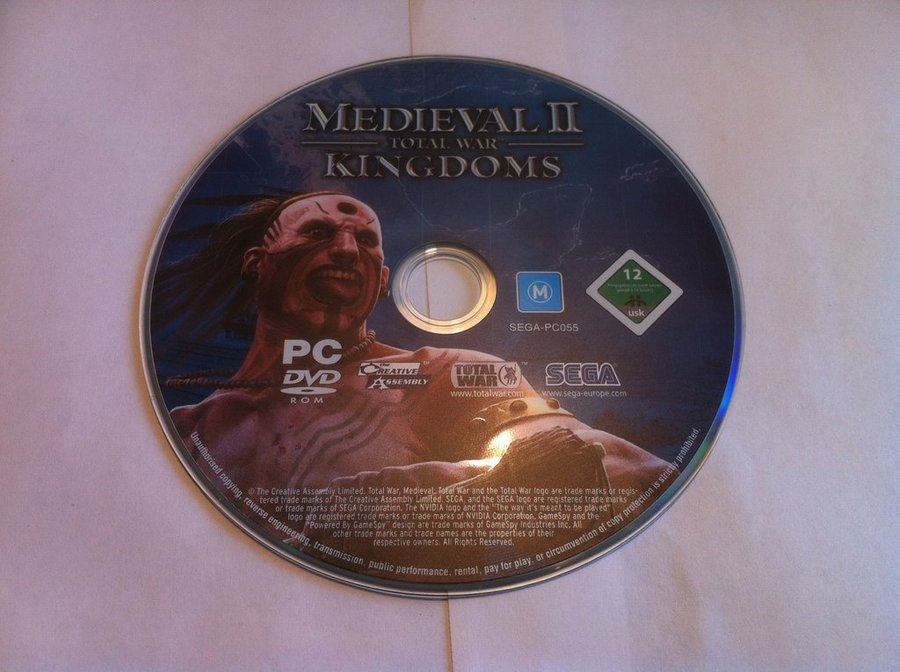 MEDIEVAL II
TOTAL WAR
KINGDOMS
12
usk
M
SEGA-PC055
PC
DVD
ROM
The
CREATIVE
ASSEMBLY
TOTAL
WAR
www.totalwar.com
SEGA
www.sega-europe.com
© The Creative Assembly Limited. Total War, Medieval: Total War and the Total War logo are trade marks or regis-
tered trade marks of The Creative Assembly Limited. SEGA, and the SEGA logo are registered trade marks
or trade marks of SEGA Corporation. The NVIDIA logo and the "The way it's meant to be played"
logo are registered trade marks or trade marks of NVIDIA Corporation. GameSpy and the
"Powered By GameSpy" design are trade marks of GameSpy Industries Inc. All
other trade marks and trade names are the properties of their
respective owners. All Rights Reserved.
Unauthorised copying, reverse engineering, transmission, public performance, rental, pay for play, or circumvention of copy protection is strictly prohibited.